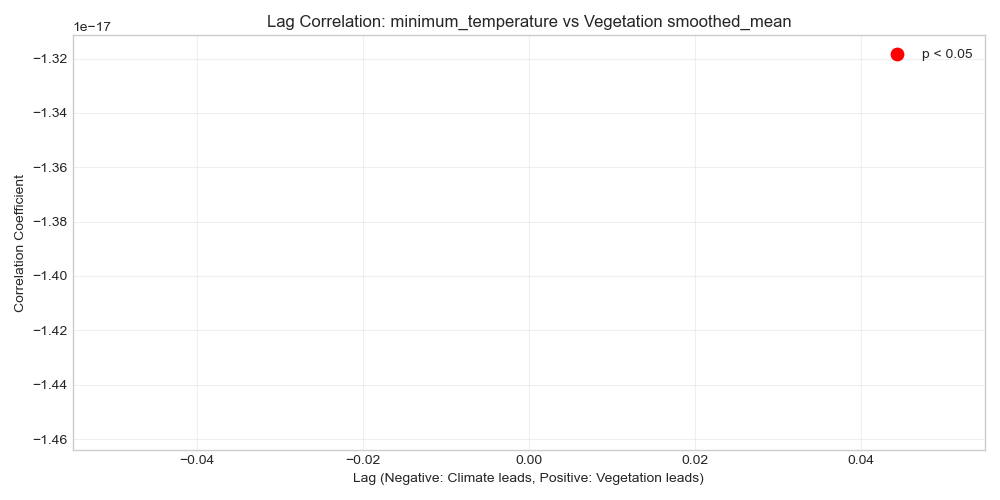 Lag Correlation: minimum_temperature vs Vegetation smoothed_mean
1e−17
p < 0.05
−1.32
−1.34
−1.36
−1.38
−1.40
−1.42
−1.44
−1.46
Correlation Coefficient
−0.04
−0.02
0.00
0.02
0.04
Lag (Negative: Climate leads, Positive: Vegetation leads)